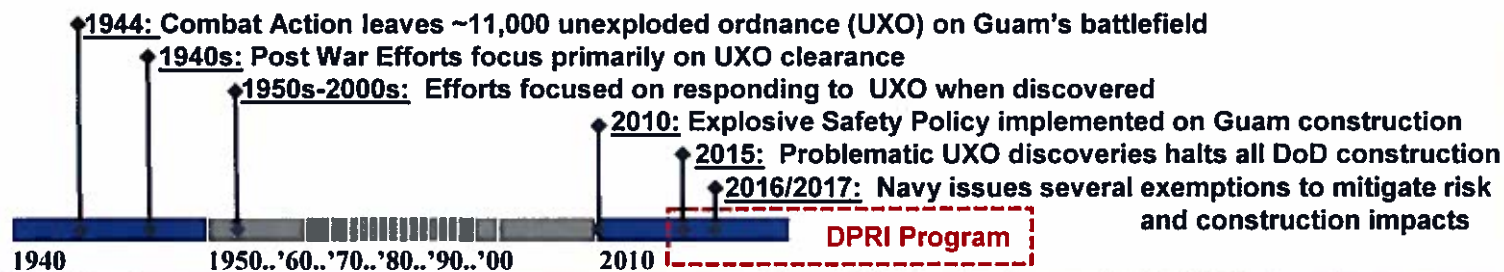 1944: Combat Action leaves ~11,000 unexploded ordnance (UXO) on Guam's battlefield
1940s: Post War Efforts focus primarily on UXO clearance
1950s-2000s: Efforts focused on responding to UXO when discovered
2010: Explosive Safety Policy implemented on Guam construction
2015: Problematic UXO discoveries halts all DoD construction
2016/2017: Navy issues several exemptions to mitigate risk
and construction impacts
DPRI Program
1940 1950..'60..'70..'80..'90..'00 2010